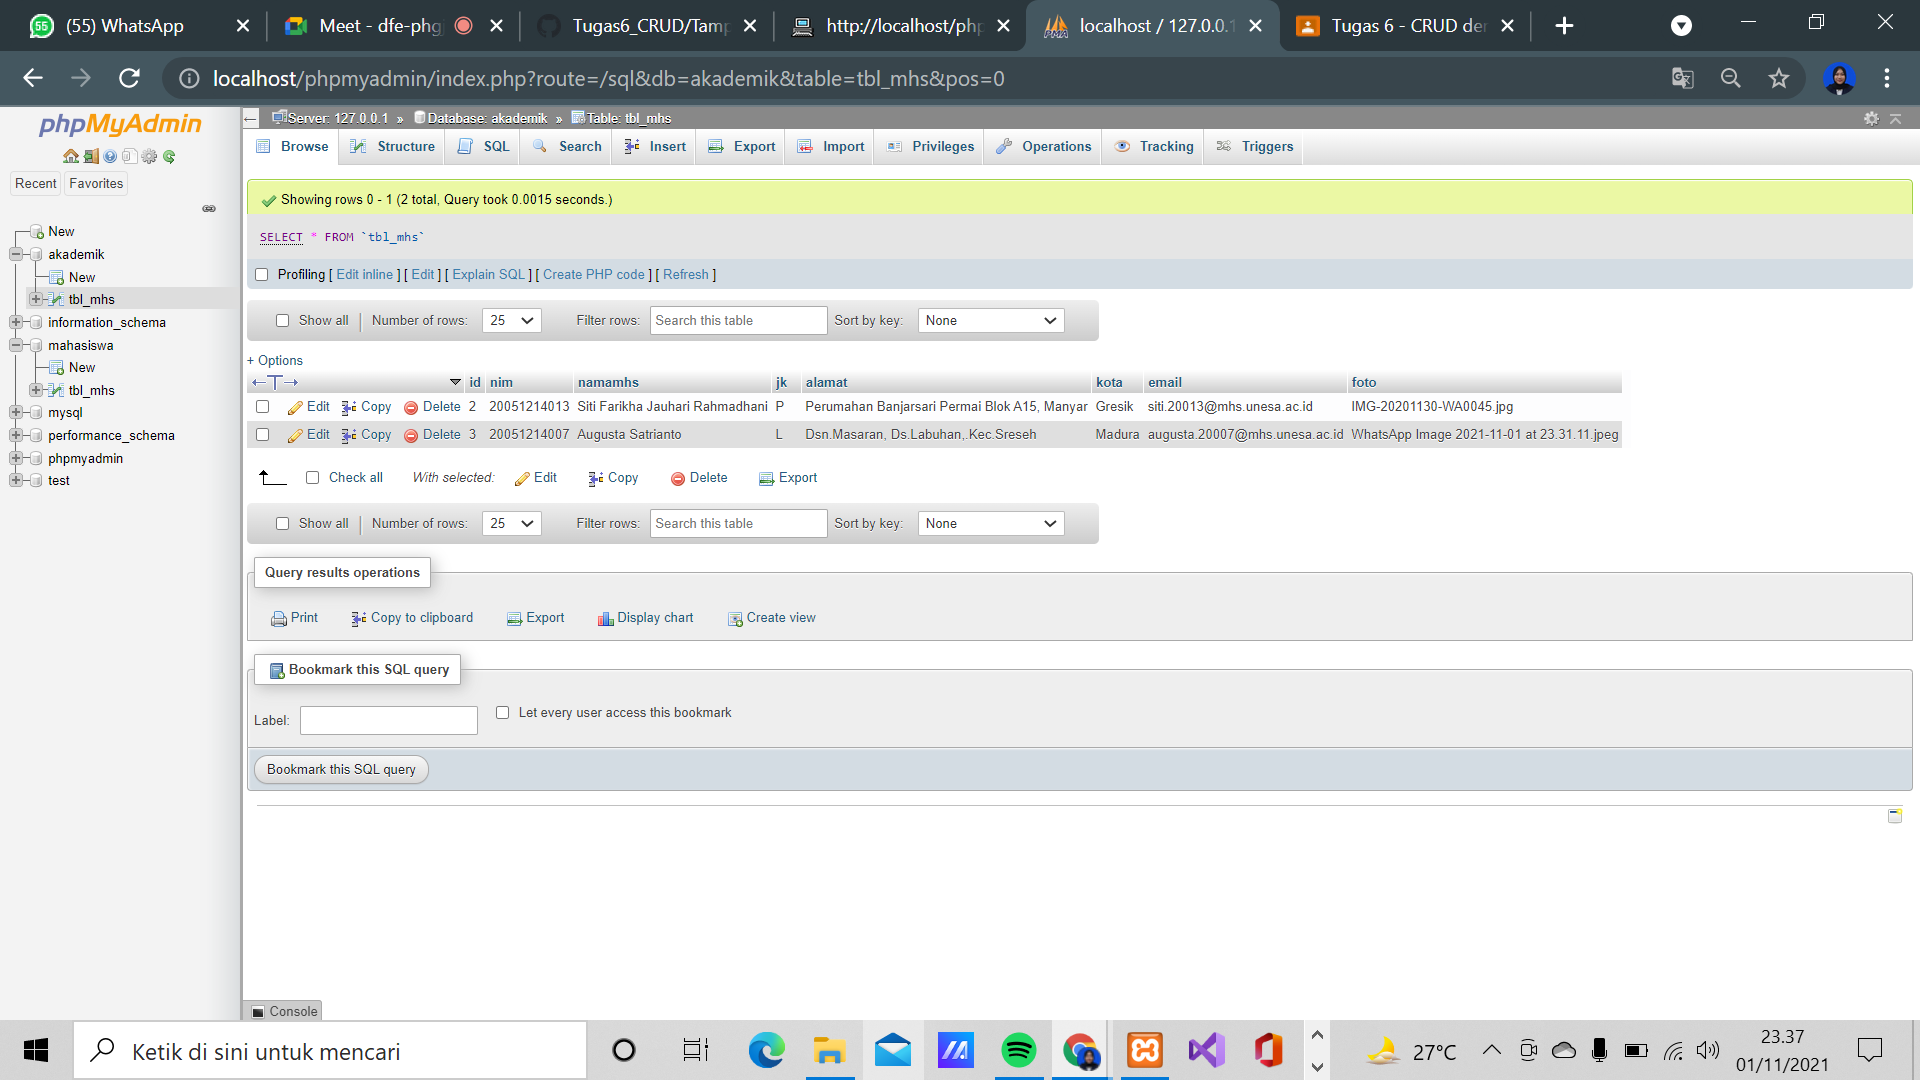 (55) WhatsApp
Meet - dfe-phg
Tugas6_CRUD/Tamp
http://localhost/php
localhost / 127.0.0.1
Tugas 6 - CRUD de
localhost/phpmyadmin/index.php?route=/sql&db=akademik&table=tbl_mhs&pos=0
phpMyAdmin
Recent Favorites
New
akademik
New
tbl_mhs
information_schema
mahasiswa
New
tbl_mhs
mysql
performance_schema
phpmyadmin
test
Server: 127.0.0.1 » Database: akademik » Table: tbl_mhs
Browse Structure SQL Search Insert Export Import Privileges Operations Tracking Triggers
Showing rows 0 - 1 (2 total, Query took 0.0015 seconds.)
SELECT * FROM `tbl_mhs`
Profiling [ Edit inline ] [ Edit ] [ Explain SQL ] [ Create PHP code ] [ Refresh ]
Show all Number of rows: 25 Filter rows: Search this table Sort by key: None
+ Options
id nim namamhs jk alamat kota email foto
Edit Copy Delete 2 20051214013 Siti Farikha Jauhari Rahmadhani P Perumahan Banjarsari Permai Blok A15, Manyar Gresik siti.20013@mhs.unesa.ac.id IMG-20201130-WA0045.jpg
Edit Copy Delete 3 20051214007 Augusta Satrianto L Dsn.Masaran, Ds.Labuhan,.Kec.Sreseh Madura augusta.20007@mhs.unesa.ac.id WhatsApp Image 2021-11-01 at 23.31.11.jpeg
Check all With selected: Edit Copy Delete Export
Show all Number of rows: 25 Filter rows: Search this table Sort by key: None
Query results operations
Print Copy to clipboard Export Display chart Create view
Bookmark this SQL query
Label: Let every user access this bookmark
Bookmark this SQL query
Console
Ketik di sini untuk mencari
27°C
23.37
01/11/2021